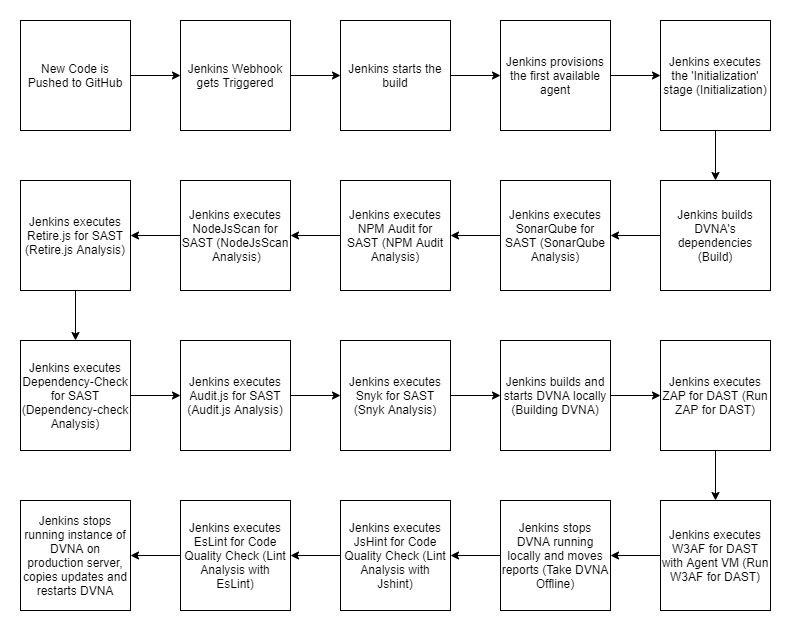 New Code is
Pushed to GitHub
Jenkins Webhook
gets Triggered
Jenkins starts the
build
Jenkins provisions
the first available
agent
Jenkins executes
the 'Initialization'
stage (Initialization)
Jenkins executes
Retire.js for SAST
(Retire.js Analysis)
Jenkins executes
NodeJsScan for
SAST (NodeJsScan
Analysis)
Jenkins executes
NPM Audit for
SAST (NPM Audit
Analysis)
Jenkins executes
SonarQube for
SAST (SonarQube
Analysis)
Jenkins builds
DVNA's
dependencies
(Build)
Jenkins executes
Dependency-Check
for SAST
(Dependency-check
Analysis)
Jenkins executes
Audit.js for SAST
(Audit.js Analysis)
Jenkins executes
Snyk for SAST
(Snyk Analysis)
Jenkins builds and
starts DVNA locally
(Building DVNA)
Jenkins executes
ZAP for DAST (Run
ZAP for DAST)
Jenkins stops
running instance of
DVNA on
production server,
copies updates and
restarts DVNA
Jenkins executes
EsLint for Code
Quality Check (Lint
Analysis with
EsLint)
Jenkins executes
JsHint for Code
Quality Check (Lint
Analysis with
Jshint)
Jenkins stops
DVNA running
locally and moves
reports (Take DVNA
Offline)
Jenkins executes
W3AF for DAST
with Agent VM (Run
W3AF for DAST)